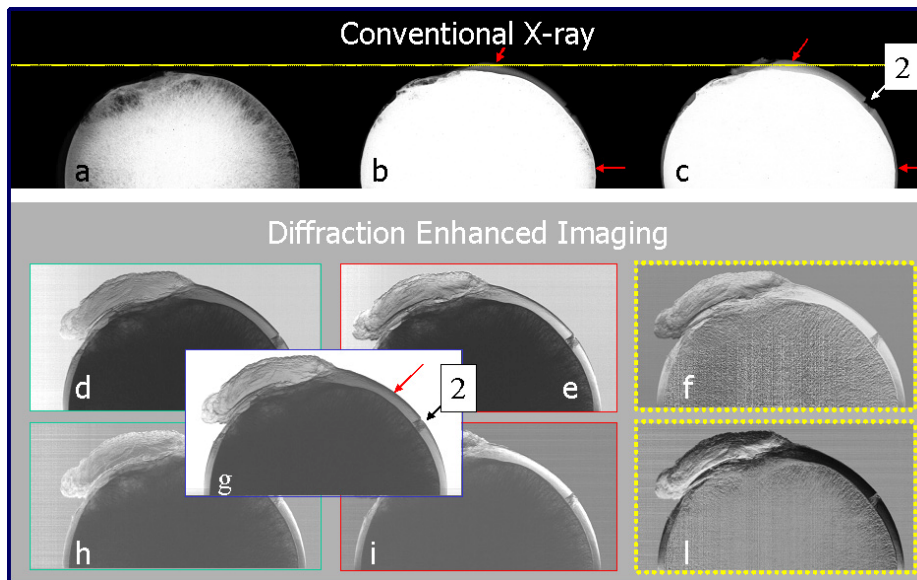 Conventional X-ray
2
a
b
c
Diffraction Enhanced Imaging
d
e
f
2
g
h
i
l